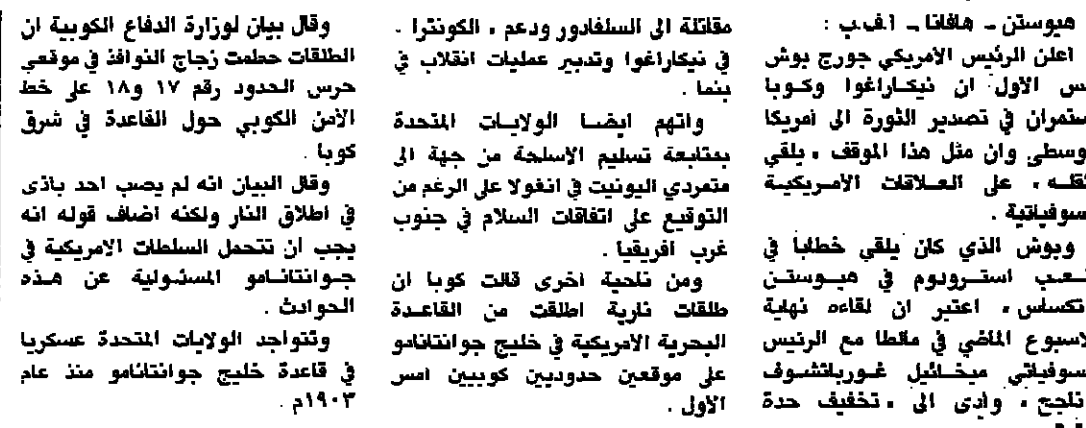 هيوستن ـ هافانا ـ ا.ف.ب :
اعلن الرئيس الامريكي جورج بوش
س الاول ان نيكاراغوا وكوبا
ستمران في تصدير الثورة الى امريكا
وسطى وان مثل هذا الموقف « يلقي
ثقله » على العلاقات الامريكية
سوفياتية .
وبوش الذي كان يلقي خطابا في
استروdوم في هيوستن
تكساس » اعتبر ان لقاءه نهاية
لاسبوع الماضي في مالطا مع الرئيس
سوفياتي ميخائيل غورباتشوف
ناجح » وادى الى « تخفيف حدة
مقاتلة الى السلفادور ودعم « الكونترا »
في نيكاراغوا وتدبير عمليات انقلاب في
بنما .
واتهم ايضا الولايات المتحدة
بمتابعة تسليم الاسلحة من جهة الى
متمردي اليونيت في انغولا على الرغم من
التوقيع على اتفاقات السلام في جنوب
غرب افريقيا .
ومن ناحية اخرى قالت كوبا ان
طلقات نارية اطلقت من القاعدة
البحرية الامريكية في خليج جوانتانامو
على موقعين حدوديين كوبيين امس
الاول .
وقال بيان لوزارة الدفاع الكوبية ان
الطلقات حطمت زجاج النوافذ في موقعي
حرس الحدود رقم ١٧ و١٨ على خط
الامن الكوبي حول القاعدة في شرق
كوبا .
وقال البيان انه لم يصب احد باذى
في اطلاق النار ولكنه اضاف قوله انه
يجب ان تتحمل السلطات الامريكية في
جوانتانامو المسئولية عن هذه
الحوادث .
وتتواجد الولايات المتحدة عسكريا
في قاعدة خليج جوانتانامو منذ عام
١٩٠٣م .